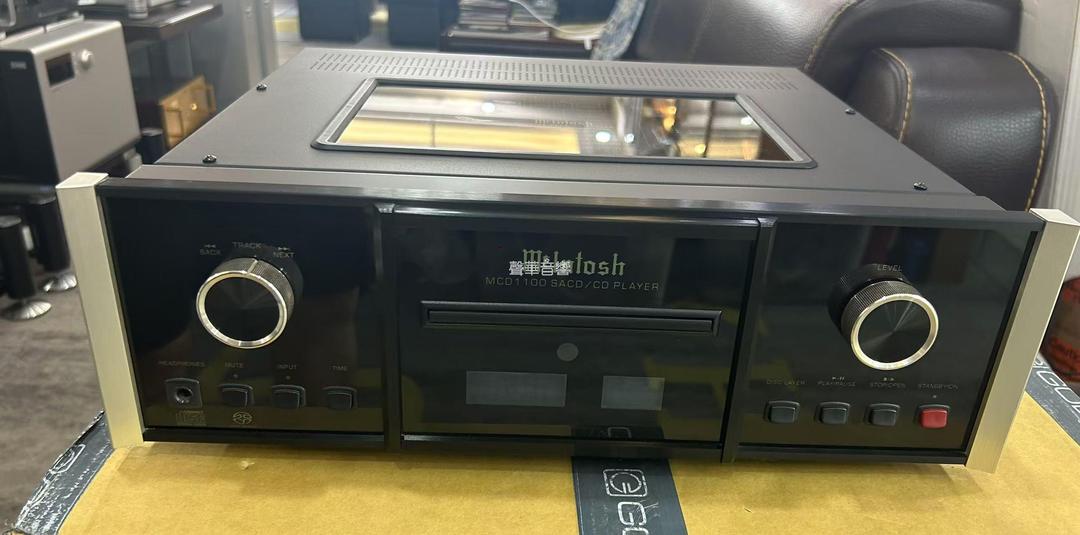 TRACK
BACK
NEXT
McIntosh
聲華音響
MCD1100 SACD/CD PLAYER
LEVEL
HEADPHONES
MUTE
INPUT
TIME
DISC LAYER
PLAY/PAUSE
STOP/OPEN
STANDBY/ON